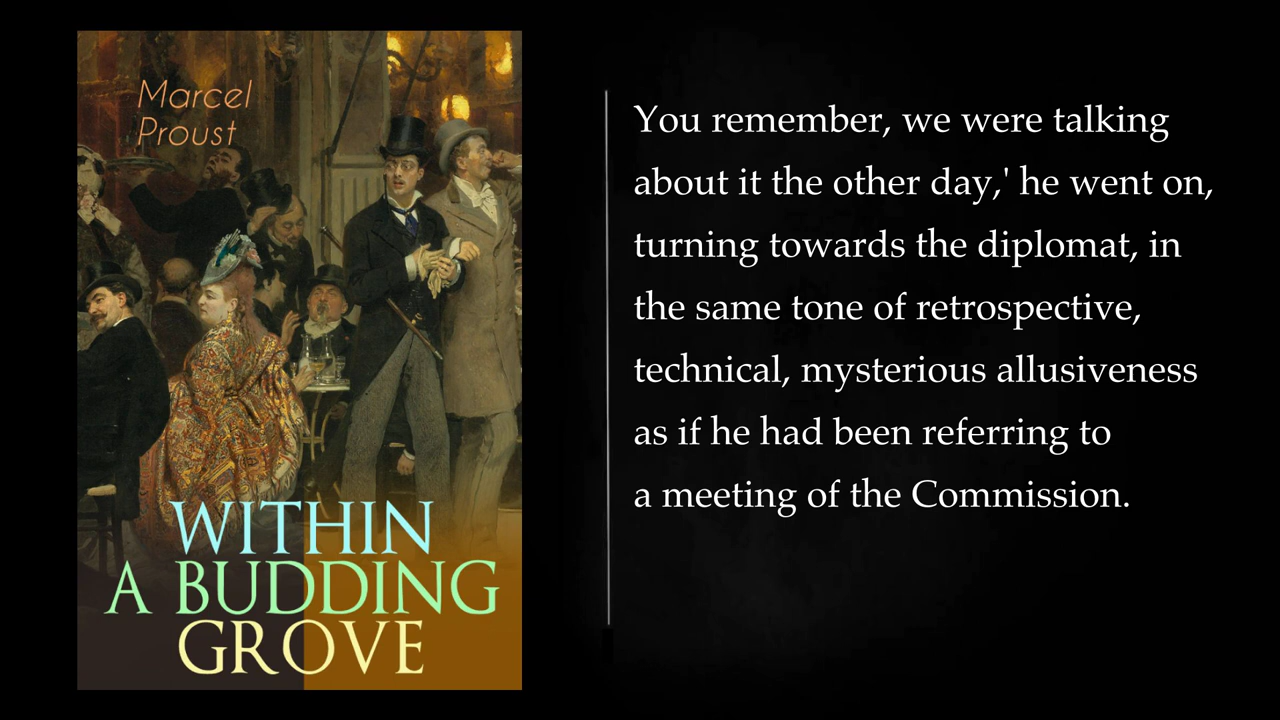 Marcel
Proust
WITHIN
A BUDDING
GROVE
You remember, we were talking
about it the other day,' he went on,
turning towards the diplomat, in
the same tone of retrospective,
technical, mysterious allusiveness
as if he had been referring to
a meeting of the Commission.